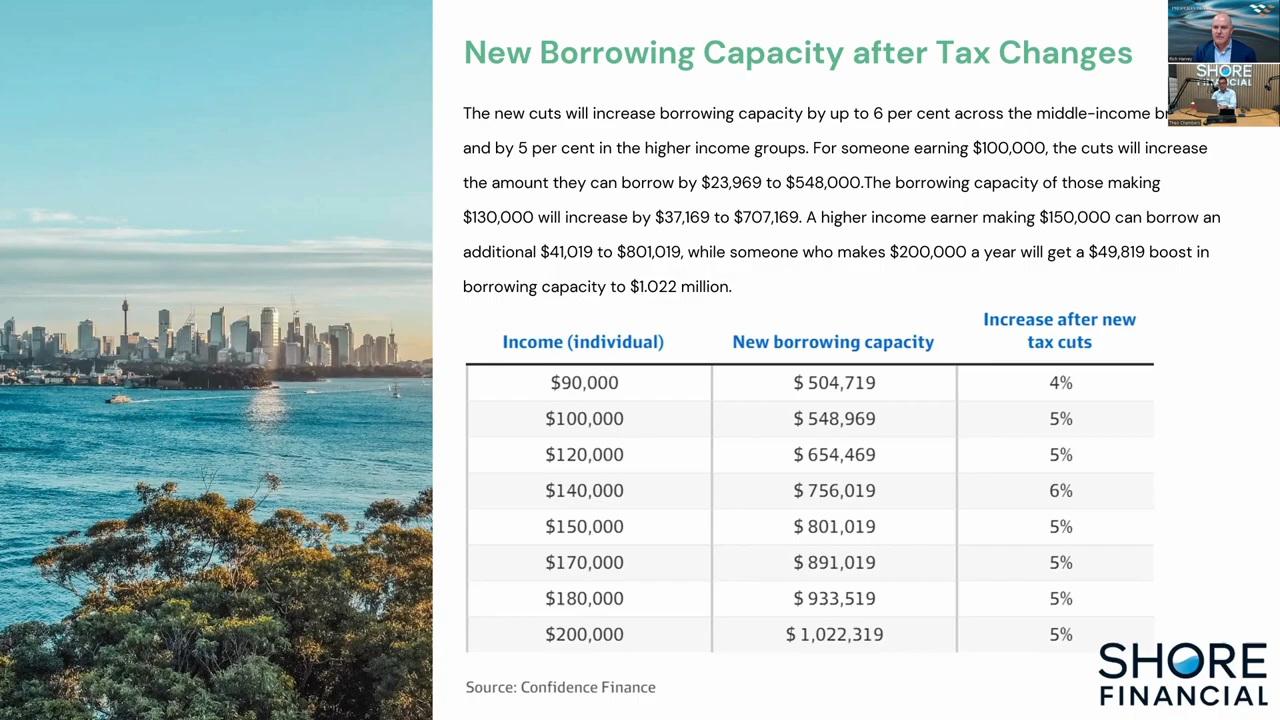 New Borrowing Capacity after Tax Changes
The new cuts will increase borrowing capacity by up to 6 per cent across the middle-income
and by 5 per cent in the higher income groups. For someone earning $100,000, the cuts will increase
the amount they can borrow by $23,969 to $548,000.The borrowing capacity of those making
$130,000 will increase by $37,169 to $707,169. A higher income earner making $150,000 can borrow an
additional $41,019 to $801,019, while someone who makes $200,000 a year will get a $49,819 boost in
borrowing capacity to $1.022 million.
Income (individual) New borrowing capacity Increase after new tax cuts
$90,000 $ 504,719 4%
$100,000 $ 548,969 5%
$120,000 $ 654,469 5%
$140,000 $ 756,019 6%
$150,000 $ 801,019 5%
$170,000 $ 891,019 5%
$180,000 $ 933,519 5%
$200,000 $ 1,022,319 5%
Source: Confidence Finance
SHORE
FINANCIAL
Rich Harvey
SHORE
FINANCIAL
Theo Chambers